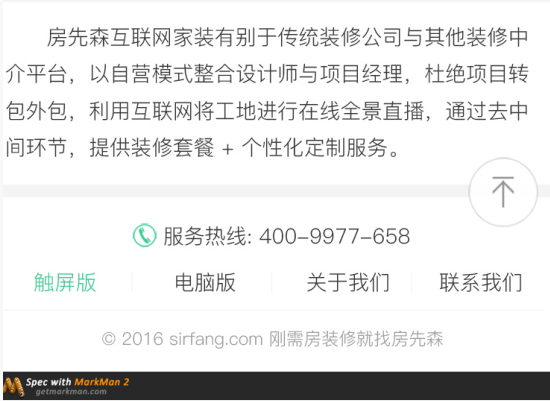 房先森互联网家装有别于传统装修公司与其他装修中
介平台，以自营模式整合设计师与项目经理，杜绝项目转
包外包，利用互联网将工地进行在线全景直播，通过去中
间环节，提供装修套餐 + 个性化定制服务。
服务热线: 400-9977-658
触屏版 电脑版 关于我们 联系我们
© 2016 sirfang.com 刚需房装修就找房先森
Spec with MarkMan 2
getmarkman.com